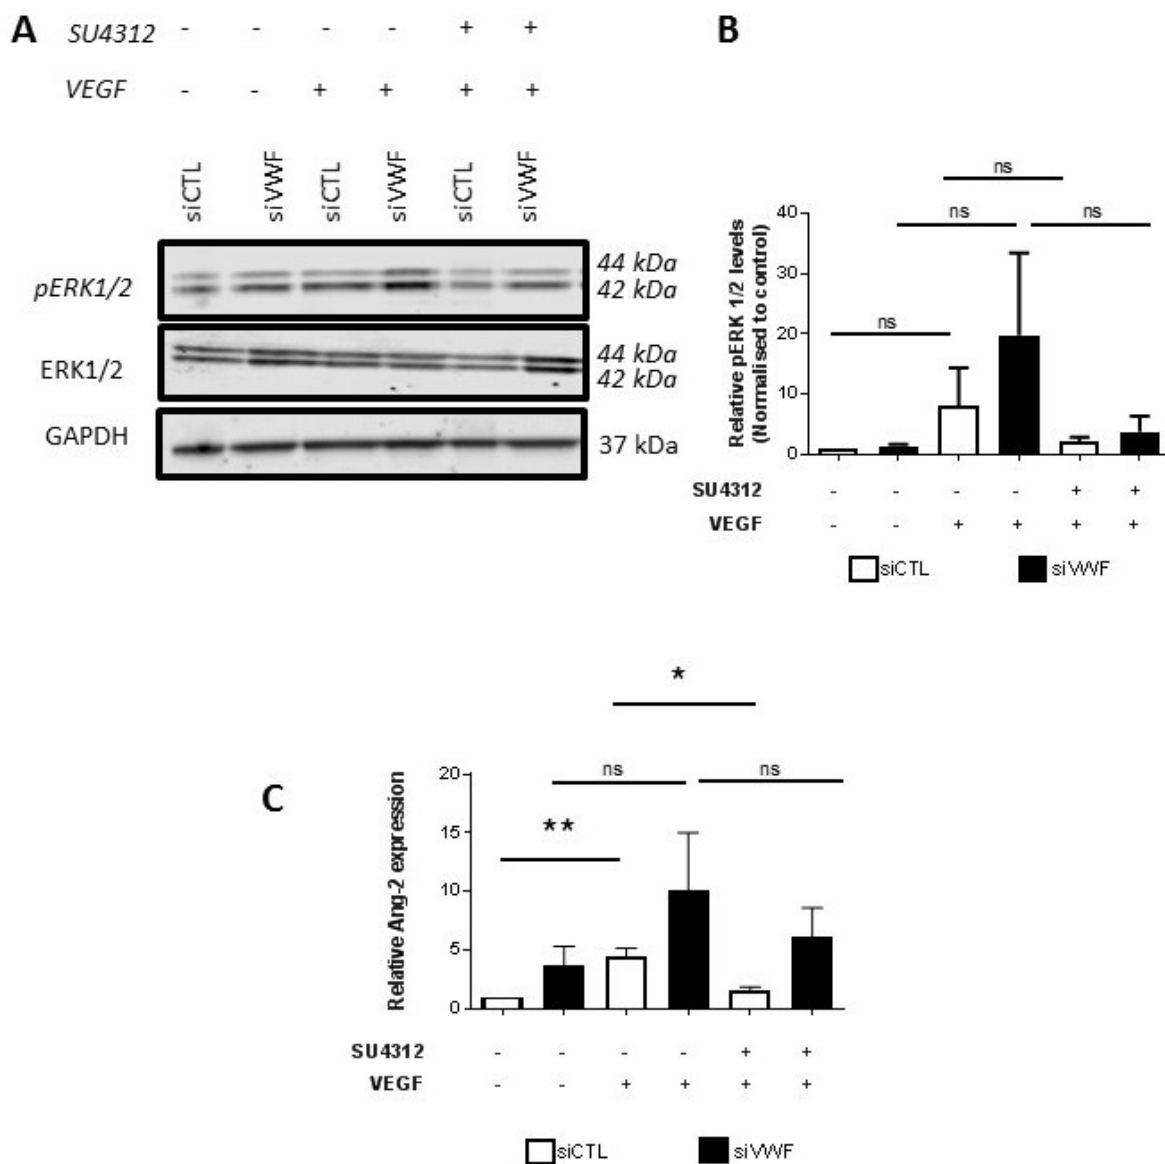 A SU4312 - - - - + +
VEGF - - + + + +
siCTL siVWF siCTL siVWF siCTL siVWF
pERK1/2 44 kDa
42 kDa
ERK1/2 44 kDa
42 kDa
GAPDH 37 kDa
B
ns
ns ns
ns
Relative pERK 1/2 levels
(Normalised to control)
40
30
20
10
0
SU4312 - - - - + +
VEGF - - + + + +
siCTL siVWF
C
*
ns ns
**
Relative Ang-2 expression
20
15
10
5
0
SU4312 - - - - + +
VEGF - - + + + +
siCTL siVWF